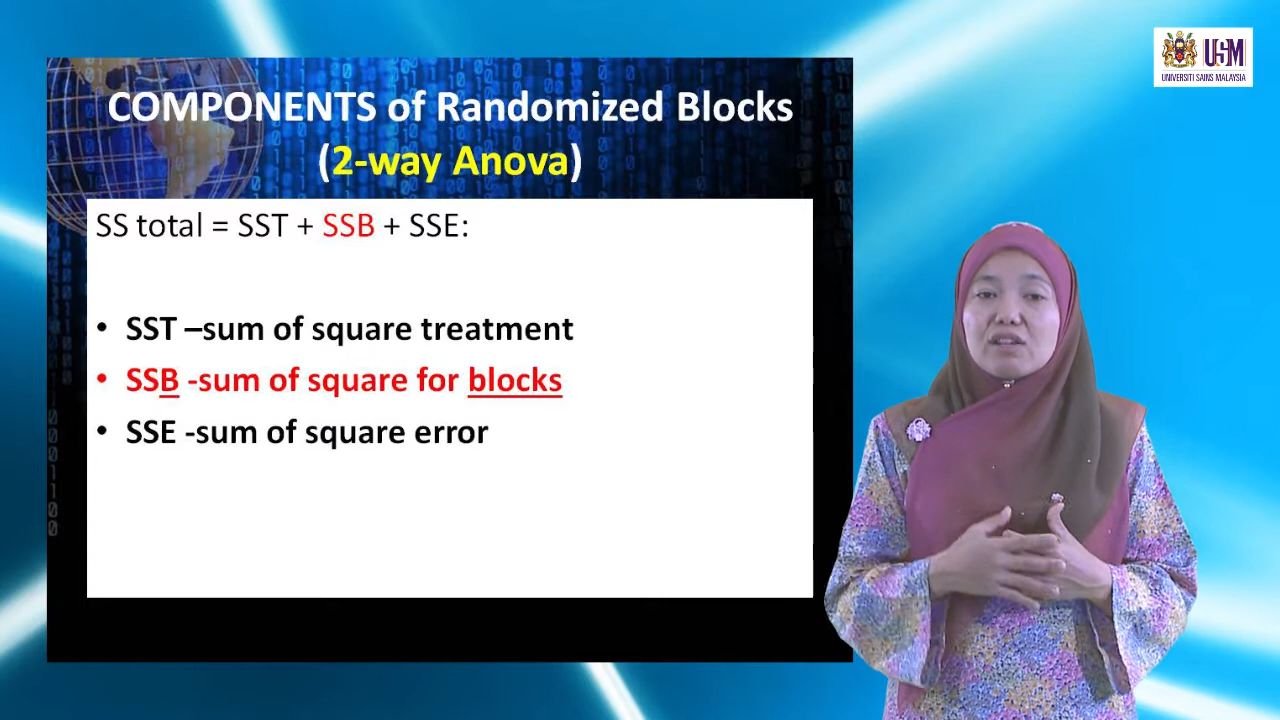 COMPONENTS of Randomized Blocks
(2-way Anova)
SS total = SST + SSB + SSE:
• SST –sum of square treatment
• SSB -sum of square for blocks
• SSE -sum of square error
USM
UNIVERSITI SAINS MALAYSIA